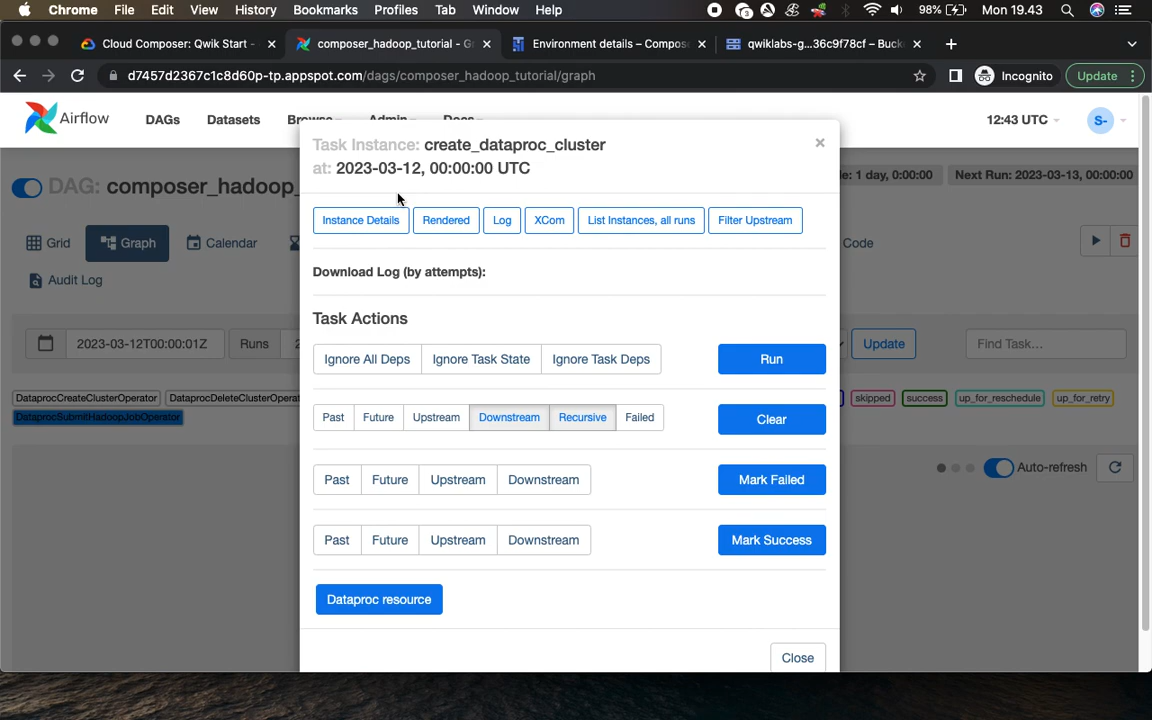 Chrome File Edit View History Bookmarks Profiles Tab Window Help 3 98% Mon 19.43
Cloud Composer: Qwik Start - composer_hadoop_tutorial - G Environment details – Compos qwiklabs-g...36c9f78cf – Buck
d7457d2367c1c8d60p-tp.appspot.com/dags/composer_hadoop_tutorial/graph Incognito Update
Airflow DAGs Datasets Browse Admin Docs 12:43 UTC S-
Task Instance: create_dataproc_cluster
at: 2023-03-12, 00:00:00 UTC
DAG: composer_hadoop_ le: 1 day, 0:00:00 Next Run: 2023-03-13, 00:00:00
Instance Details Rendered Log XCom List Instances, all runs Filter Upstream
Grid Graph Calendar Code
Download Log (by attempts):
Audit Log
Task Actions
2023-03-12T00:00:01Z Runs 2 Update Find Task...
Ignore All Deps Ignore Task State Ignore Task Deps Run
DataprocCreateClusterOperator DataprocDeleteClusterOperat skipped success up_for_reschedule up_for_retry
DataprocSubmitHadoopJobOperator
Past Future Upstream Downstream Recursive Failed Clear
Auto-refresh
Past Future Upstream Downstream Mark Failed
Past Future Upstream Downstream Mark Success
Dataproc resource
Close